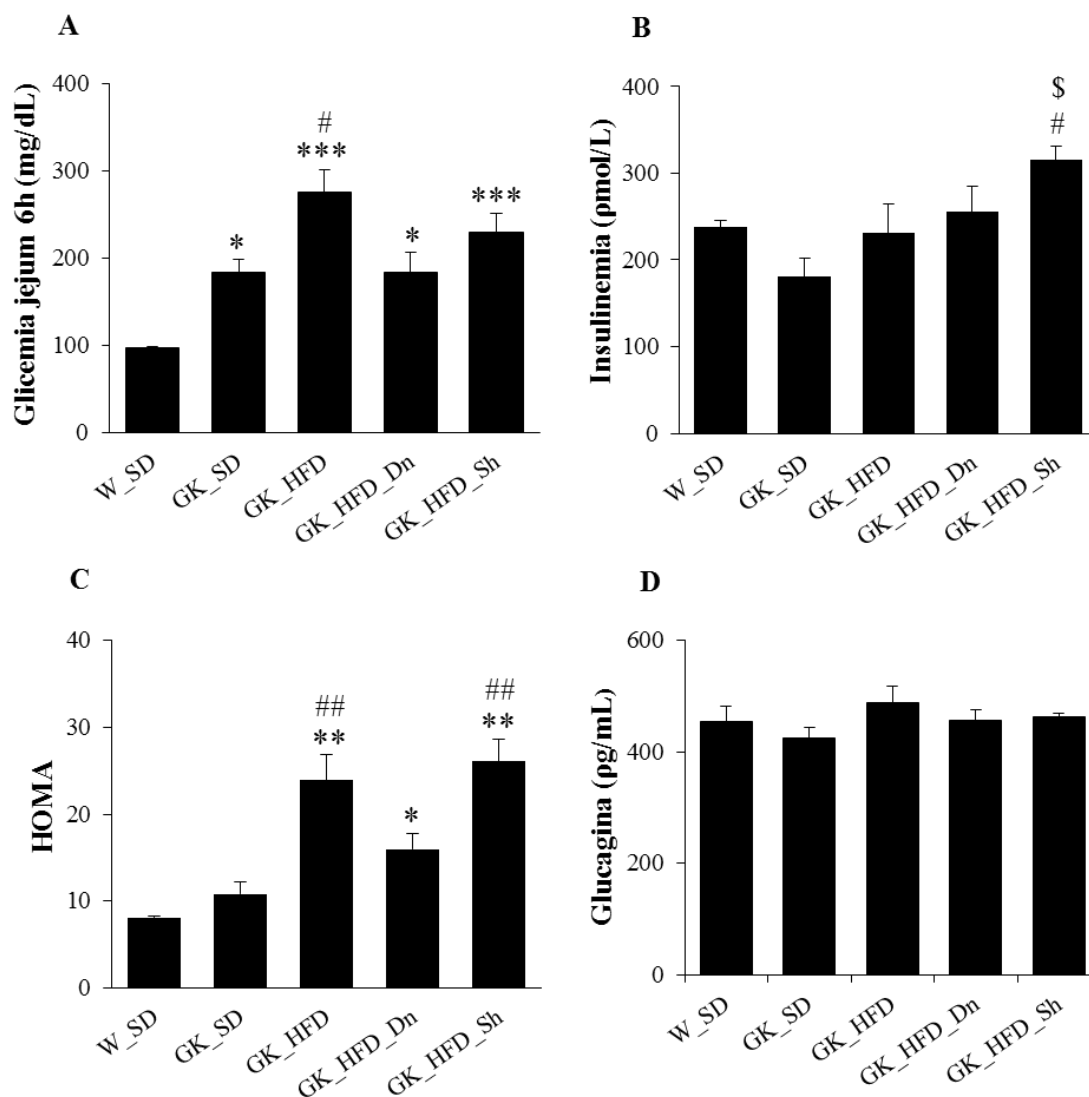 A
Glicemia jejum 6h (mg/dL)
400
300
200
100
0
*
#
***
*
***
W_SD
GK_SD
GK_HFD
GK_HFD_Dn
GK_HFD_Sh
B
Insulinemia (ρmol/L)
400
300
200
100
0
$
#
W_SD
GK_SD
GK_HFD
GK_HFD_Dn
GK_HFD_Sh
C
HOMA
40
30
20
10
0
##
**
*
##
**
W_SD
GK_SD
GK_HFD
GK_HFD_Dn
GK_HFD_Sh
D
Glucagina (ρg/mL)
600
400
200
0
W_SD
GK_SD
GK_HFD
GK_HFD_Dn
GK_HFD_Sh